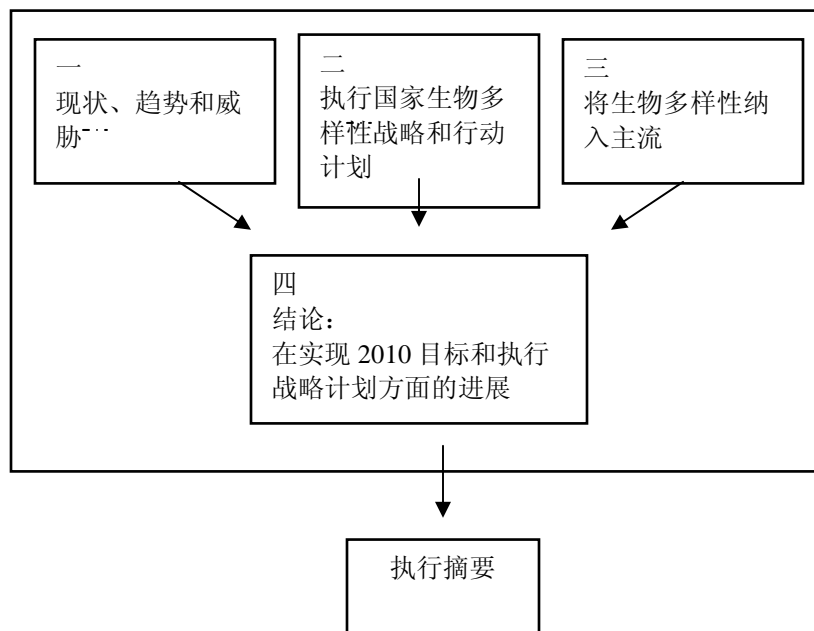 一
现状、趋势和威
胁
二
执行国家生物多
样性战略和行动
计划
三
将生物多样性纳
入主流
四
结论：
在实现 2010 目标和执行
战略计划方面的进展
执行摘要